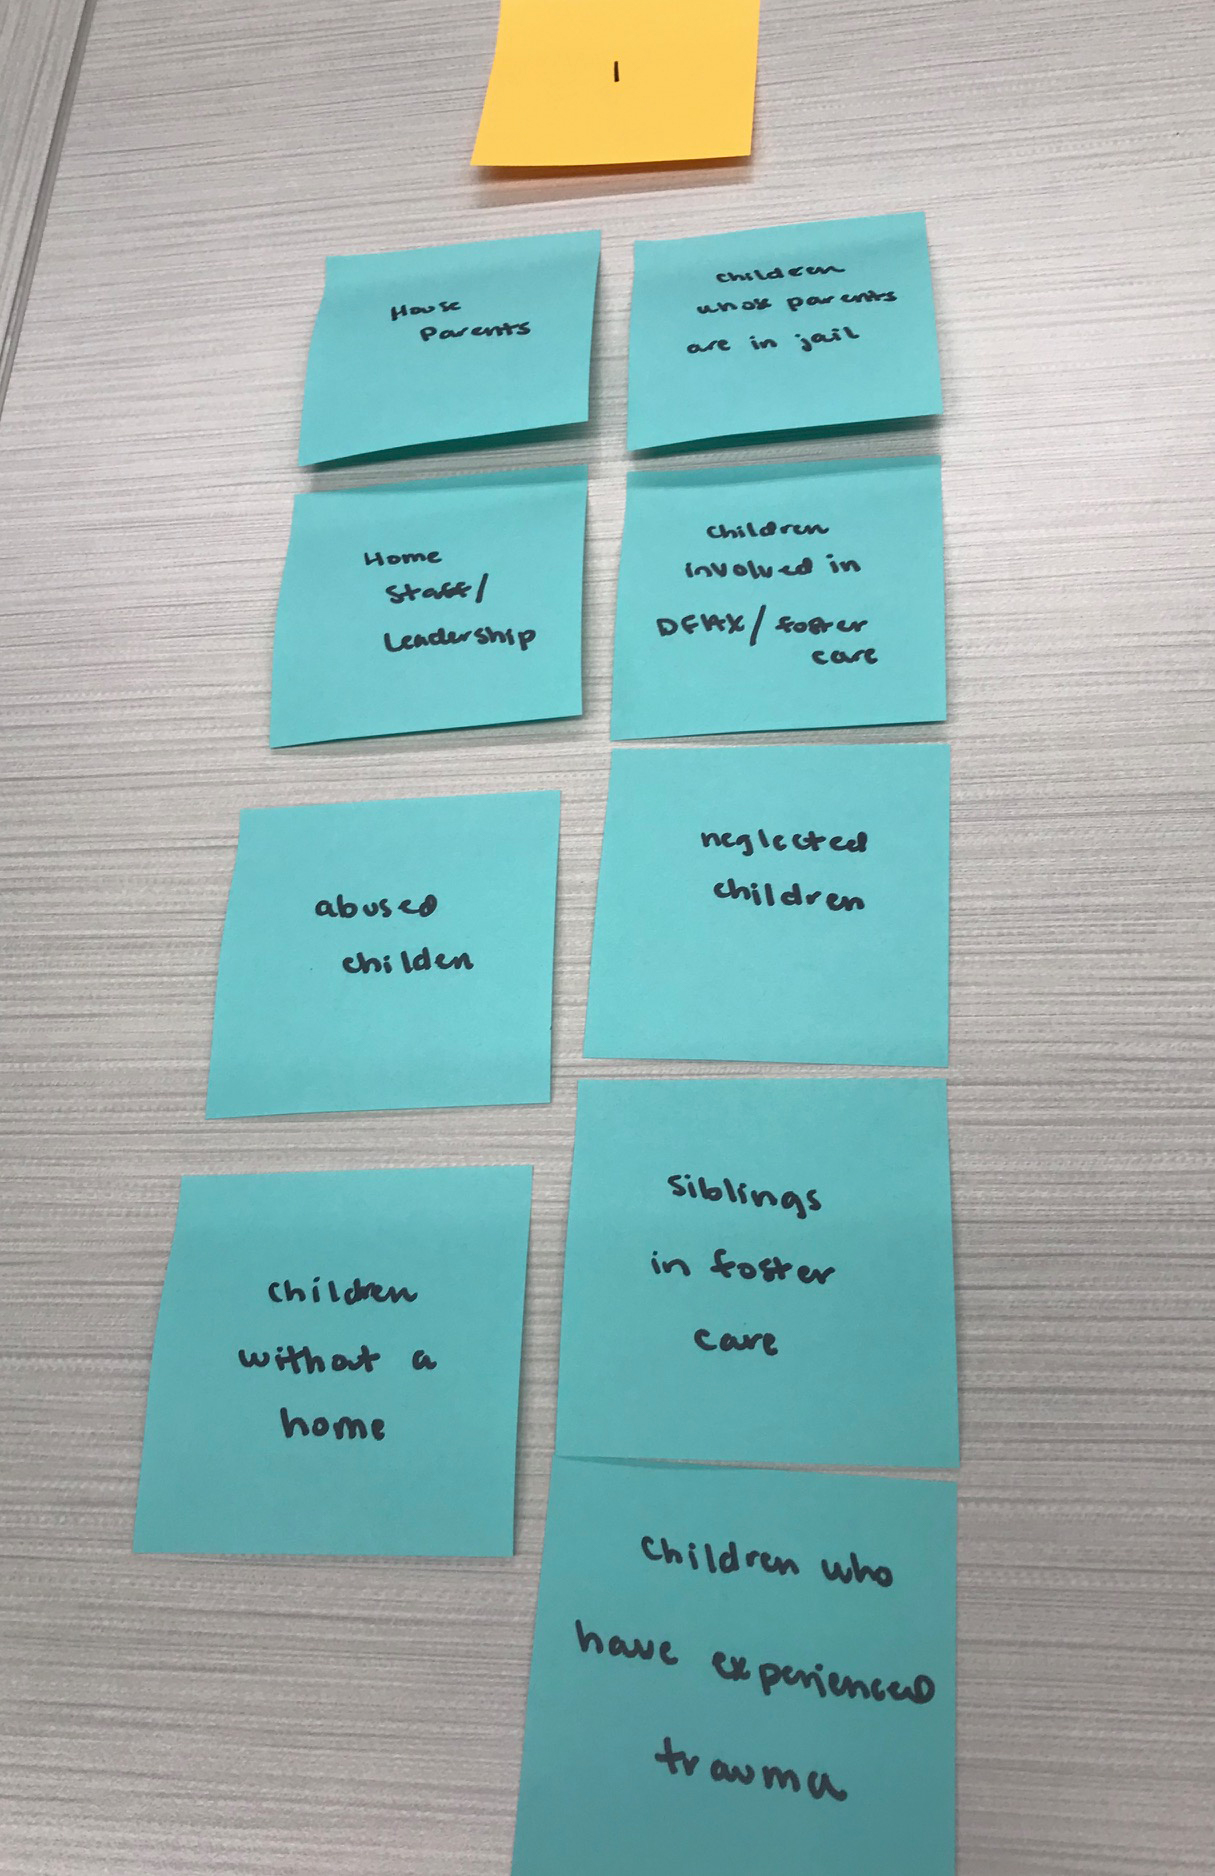 1
House
Parents
children
whose parents
are in jail
Home
Staff/
Leadership
children
involved in
/ foster
care
abused
childen
neglected
children
children
without a
home
Siblings
in foster
care
children who
have experienced
trauma